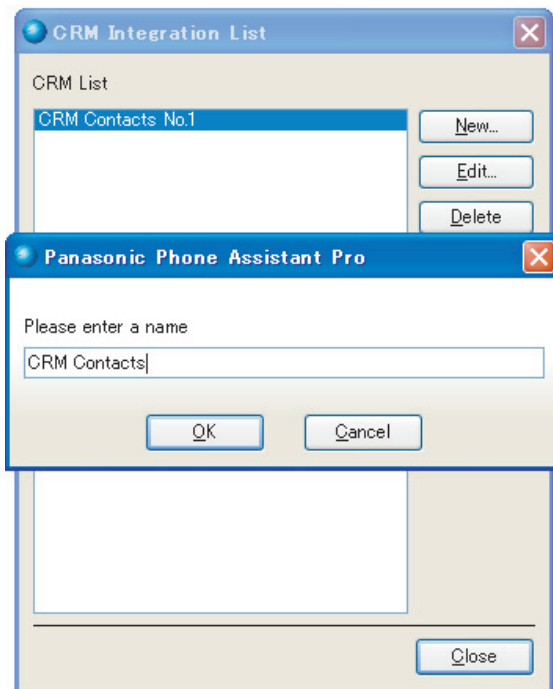 CRM Integration List
CRM List
CRM Contacts No.1
New...
Edit...
Delete
Panasonic Phone Assistant Pro
Please enter a name
CRM Contacts
OK
Cancel
Close